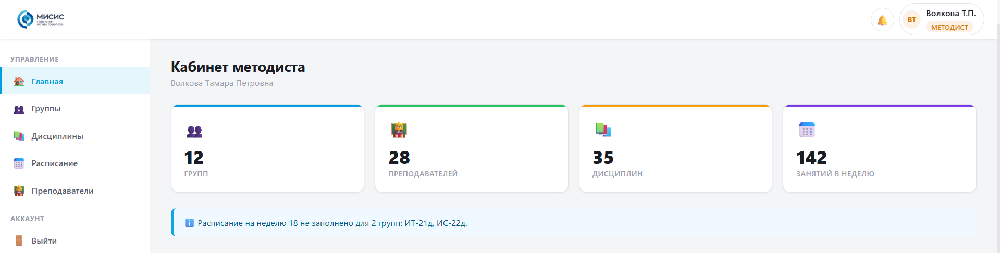 МИСИС
УНИВЕРСИТЕТ
НАУКИ И ТЕХНОЛОГИЙ
ВТ
Волкова Т.П.
МЕТОДИСТ
УПРАВЛЕНИЕ
Главная
Группы
Дисциплины
Расписание
Преподаватели
АККАУНТ
Выйти
Кабинет методиста
Волкова Тамара Петровна
12
ГРУПП
28
ПРЕПОДАВАТЕЛЕЙ
35
ДИСЦИПЛИН
142
ЗАНЯТИЙ В НЕДЕЛЮ
Расписание на неделю 18 не заполнено для 2 групп: ИТ-21д, ИС-22д.